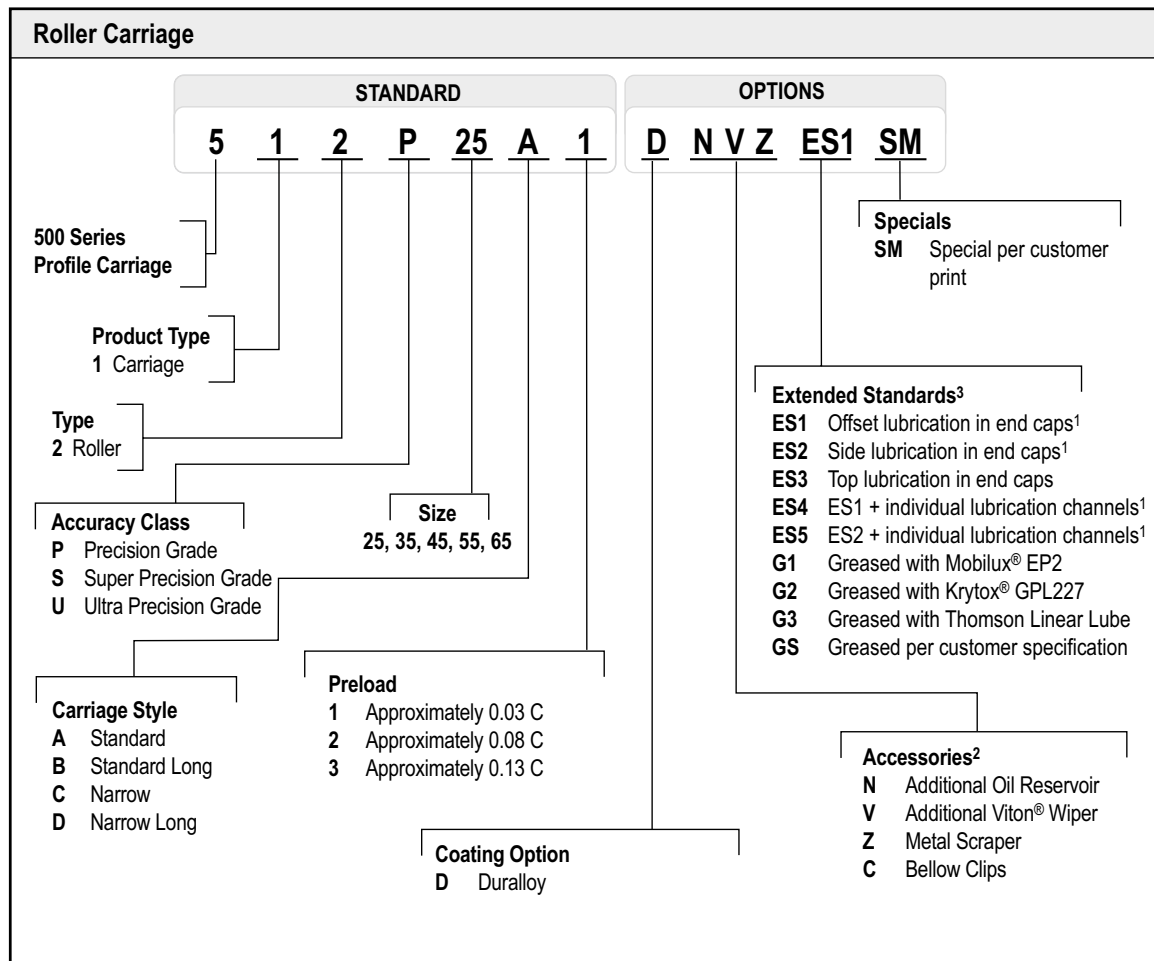 Roller Carriage
STANDARD
OPTIONS
5 1 2 P 25 A 1 D N V Z ES1 SM
500 Series
Profile Carriage
Product Type
1 Carriage
Type
2 Roller
Accuracy Class
P Precision Grade
S Super Precision Grade
U Ultra Precision Grade
Size
25, 35, 45, 55, 65
Carriage Style
A Standard
B Standard Long
C Narrow
D Narrow Long
Preload
1 Approximately 0.03 C
2 Approximately 0.08 C
3 Approximately 0.13 C
Coating Option
D Duralloy
Specials
SM Special per customer
print
Extended Standards³
ES1 Offset lubrication in end caps¹
ES2 Side lubrication in end caps¹
ES3 Top lubrication in end caps
ES4 ES1 + individual lubrication channels¹
ES5 ES2 + individual lubrication channels¹
G1 Greased with Mobilux® EP2
G2 Greased with Krytox® GPL227
G3 Greased with Thomson Linear Lube
GS Greased per customer specification
Accessories²
N Additional Oil Reservoir
V Additional Viton® Wiper
Z Metal Scraper
C Bellow Clips